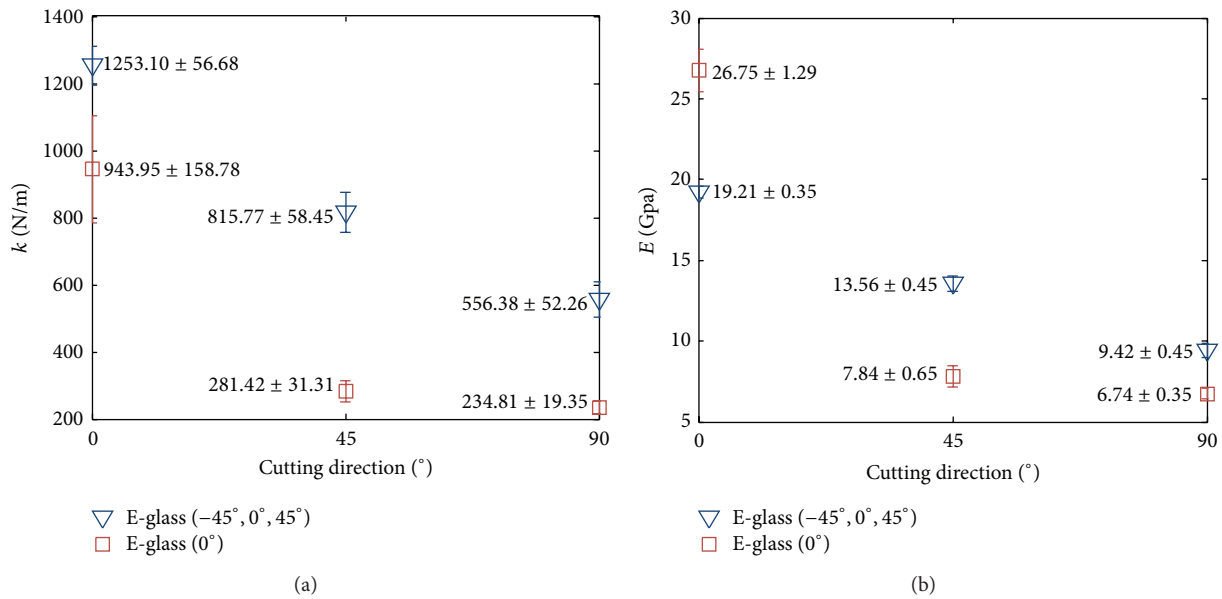 1400
1200
1000
800
600
400
200
k (N/m)
1253.10 ± 56.68
943.95 ± 158.78
815.77 ± 58.45
556.38 ± 52.26
281.42 ± 31.31
234.81 ± 19.35
0
45
90
Cutting direction (°)
E-glass (−45°, 0°, 45°)
E-glass (0°)
(a)
30
25
20
15
10
5
E (Gpa)
26.75 ± 1.29
19.21 ± 0.35
13.56 ± 0.45
9.42 ± 0.45
7.84 ± 0.65
6.74 ± 0.35
0
45
90
Cutting direction (°)
E-glass (−45°, 0°, 45°)
E-glass (0°)
(b)